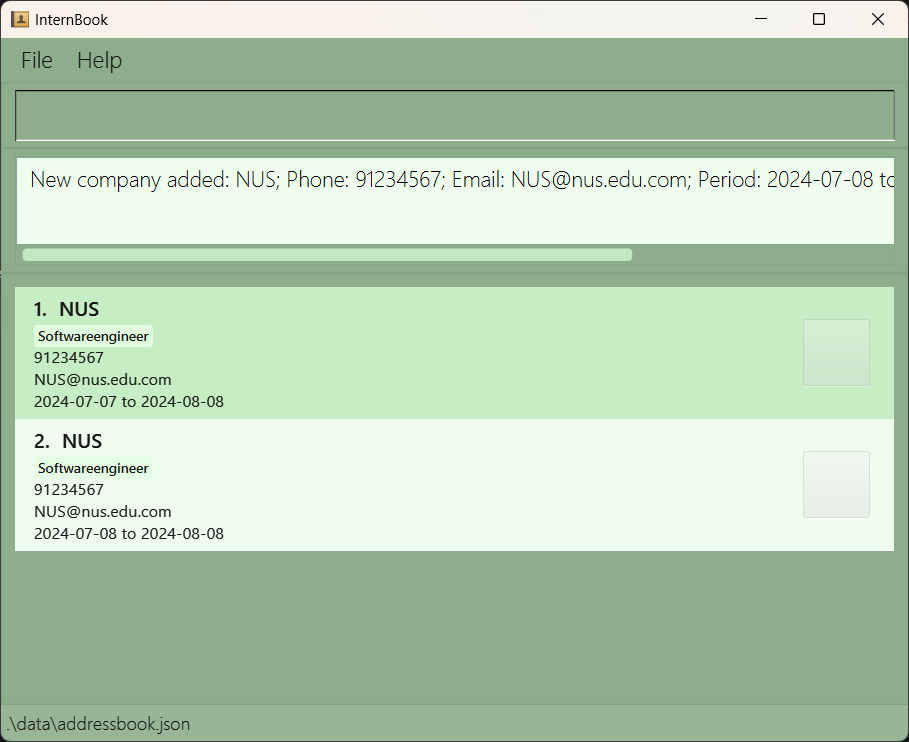 InternBook
File Help
New company added: NUS; Phone: 91234567; Email: NUS@nus.edu.com; Period: 2024-07-08 to
1. NUS
Softwareengineer
91234567
NUS@nus.edu.com
2024-07-07 to 2024-08-08
2. NUS
Softwareengineer
91234567
NUS@nus.edu.com
2024-07-08 to 2024-08-08
.\data\addressbook.json